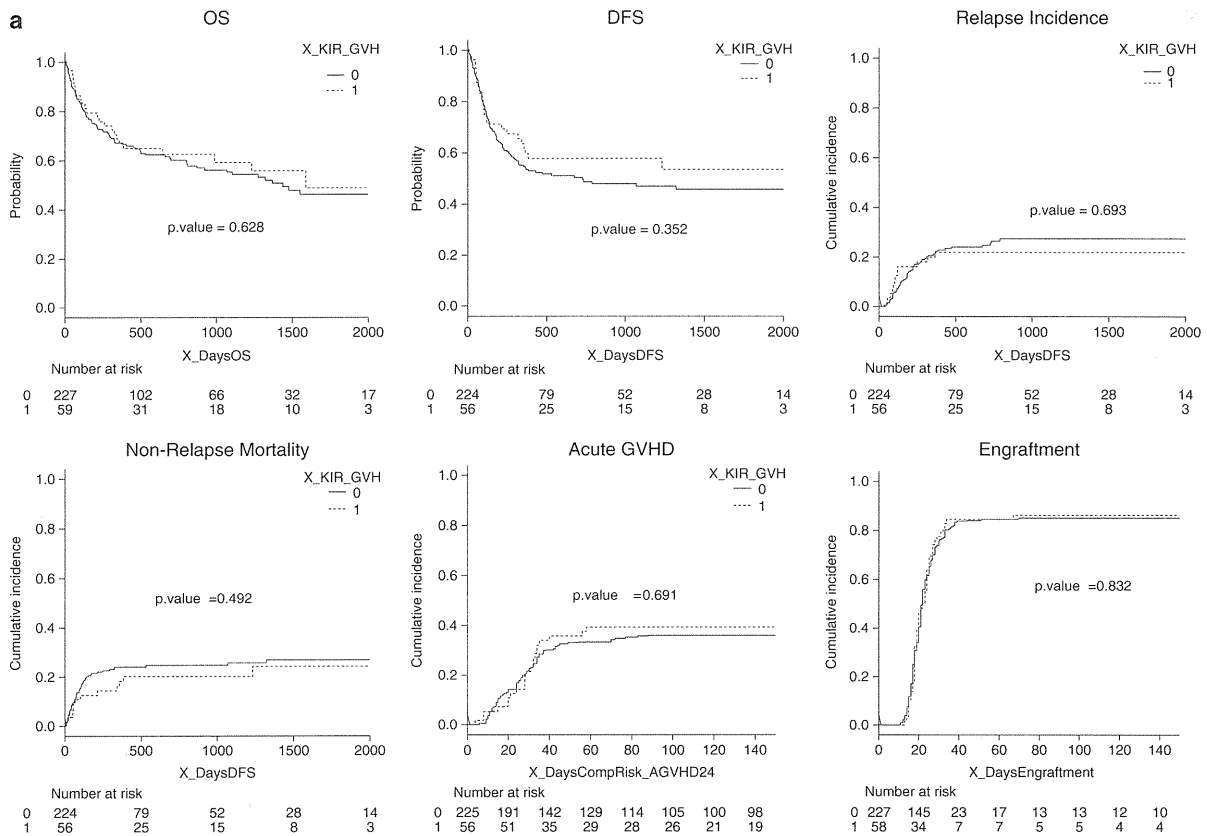 a
OS
X_KIR_GVH
0
1
1.0
0.8
0.6
0.4
0.2
0.0
Probability
p.value = 0.628
0 500 1000 1500 2000
X_DaysOS
Number at risk
0 227 102 66 32 17
1 59 31 18 10 3
DFS
X_KIR_GVH
0
1
1.0
0.8
0.6
0.4
0.2
0.0
Probability
p.value = 0.352
0 500 1000 1500 2000
X_DaysDFS
Number at risk
0 224 79 52 28 14
1 56 25 15 8 3
Relapse Incidence
X_KIR_GVH
0
1
1.0
0.8
0.6
0.4
0.2
0.0
Cumulative incidence
p.value = 0.693
0 500 1000 1500 2000
X_DaysDFS
Number at risk
0 224 79 52 28 14
1 56 25 15 8 3
Non-Relapse Mortality
X_KIR_GVH
0
1
1.0
0.8
0.6
0.4
0.2
0.0
Cumulative incidence
p.value =0.492
0 500 1000 1500 2000
X_DaysDFS
Number at risk
0 224 79 52 28 14
1 56 25 15 8 3
Acute GVHD
X_KIR_GVH
0
1
1.0
0.8
0.6
0.4
0.2
0.0
Cumulative incidence
p.value =0.691
0 20 40 60 80 100 120 140
X_DaysCompRisk_AGVHD24
Number at risk
0 225 191 142 129 114 105 100 98
1 56 51 35 29 28 26 21 19
Engraftment
1.0
0.8
0.6
0.4
0.2
0.0
Cumulative incidence
p.value =0.832
0 20 40 60 80 100 120 140
X_DaysEngraftment
Number at risk
0 227 145 23 17 13 13 12 10
1 58 34 7 7 5 5 4 4